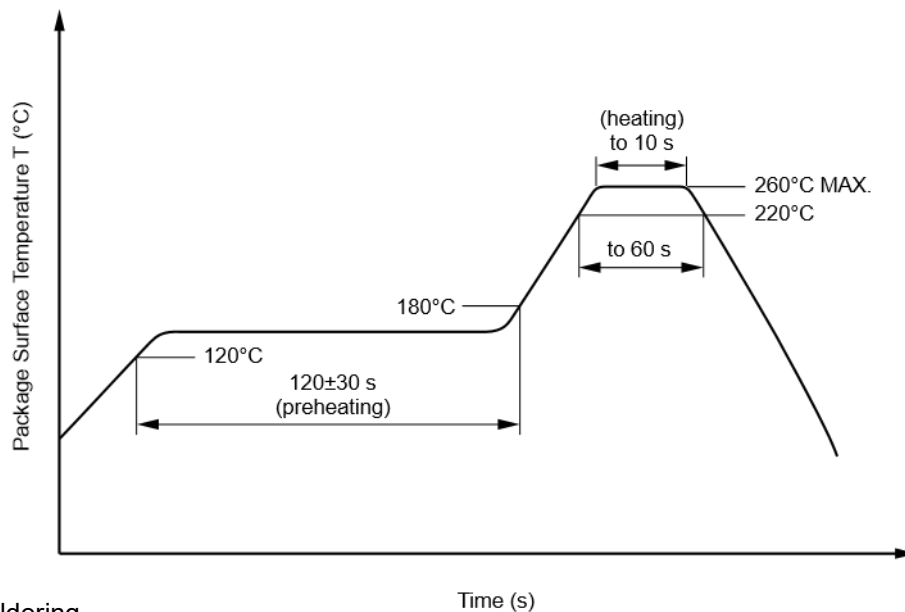 Package Surface Temperature T (°C)
(heating)
to 10 s
260°C MAX.
220°C
to 60 s
180°C
120°C
120±30 s
(preheating)
Time (s)